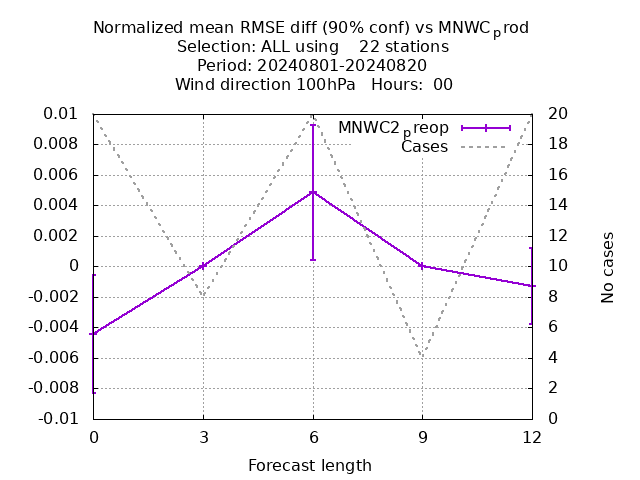 Normalized mean RMSE diff (90% conf) vs MNWCprod
Selection: ALL using 22 stations
Period: 20240801-20240820
Wind direction 100hPa Hours: 00
MNWC2preop
Cases
0.01
0.008
0.006
0.004
0.002
0
-0.002
-0.004
-0.006
-0.008
-0.01
20
18
16
14
12
10
8
6
4
2
0
No cases
0 3 6 9 12
Forecast length